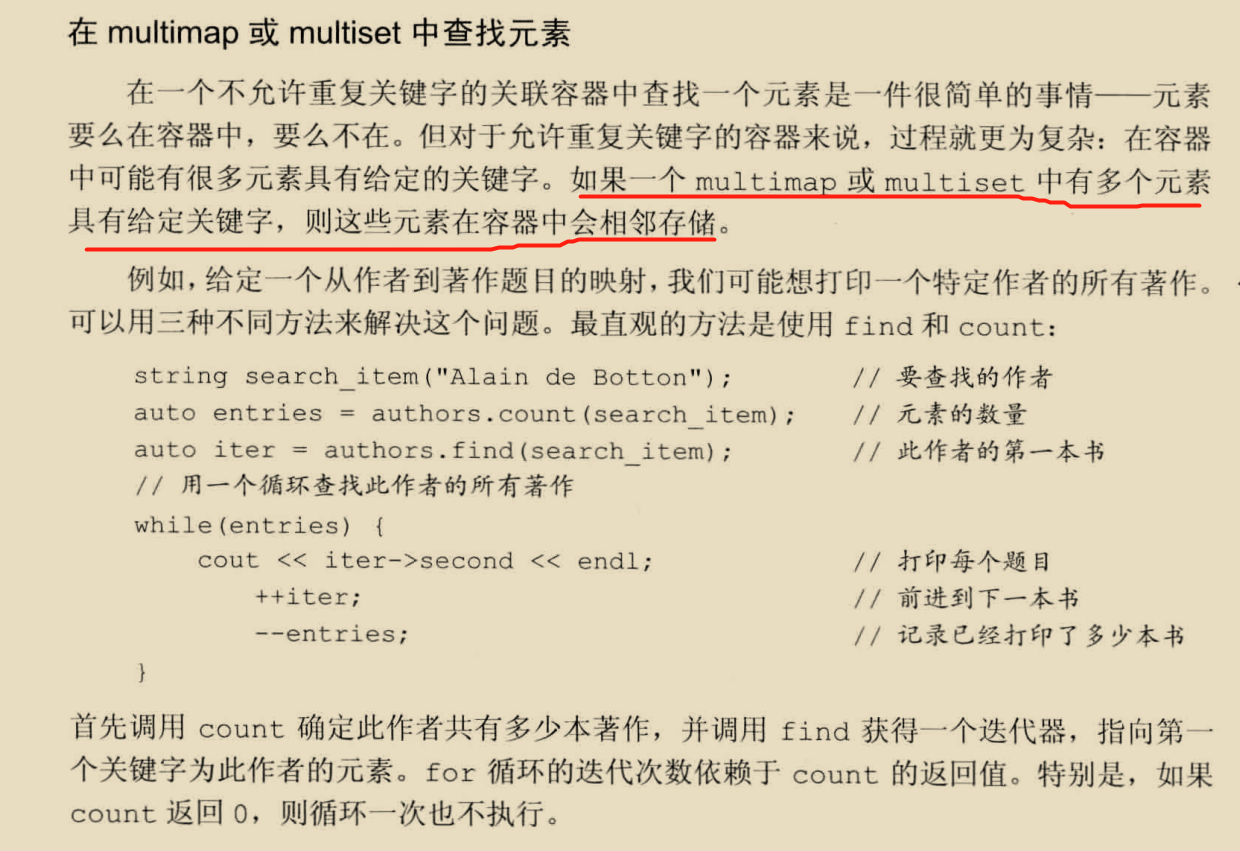 在 multimap 或 multiset 中查找元素
在一个不允许重复关键字的关联容器中查找一个元素是一件很简单的事情——元素
要么在容器中，要么不在。但对于允许重复关键字的容器来说，过程就更为复杂：在容器
中可能有很多元素具有给定的关键字。如果一个 multimap 或 multiset 中有多个元素
具有给定关键字，则这些元素在容器中会相邻存储。
例如，给定一个从作者到著作题目的映射，我们可能想打印一个特定作者的所有著作。
可以用三种不同方法来解决这个问题。最直观的方法是使用 find 和 count：
string search_item("Alain de Botton"); // 要查找的作者
auto entries = authors.count(search_item); // 元素的数量
auto iter = authors.find(search_item); // 此作者的第一本书
// 用一个循环查找此作者的所有著作
while(entries) {
cout << iter->second << endl; // 打印每个题目
++iter; // 前进到下一本书
--entries; // 记录已经打印了多少本书
}
首先调用 count 确定此作者共有多少本著作，并调用 find 获得一个迭代器，指向第一
个关键字为此作者的元素。for 循环的迭代次数依赖于 count 的返回值。特别是，如果
count 返回 0，则循环一次也不执行。